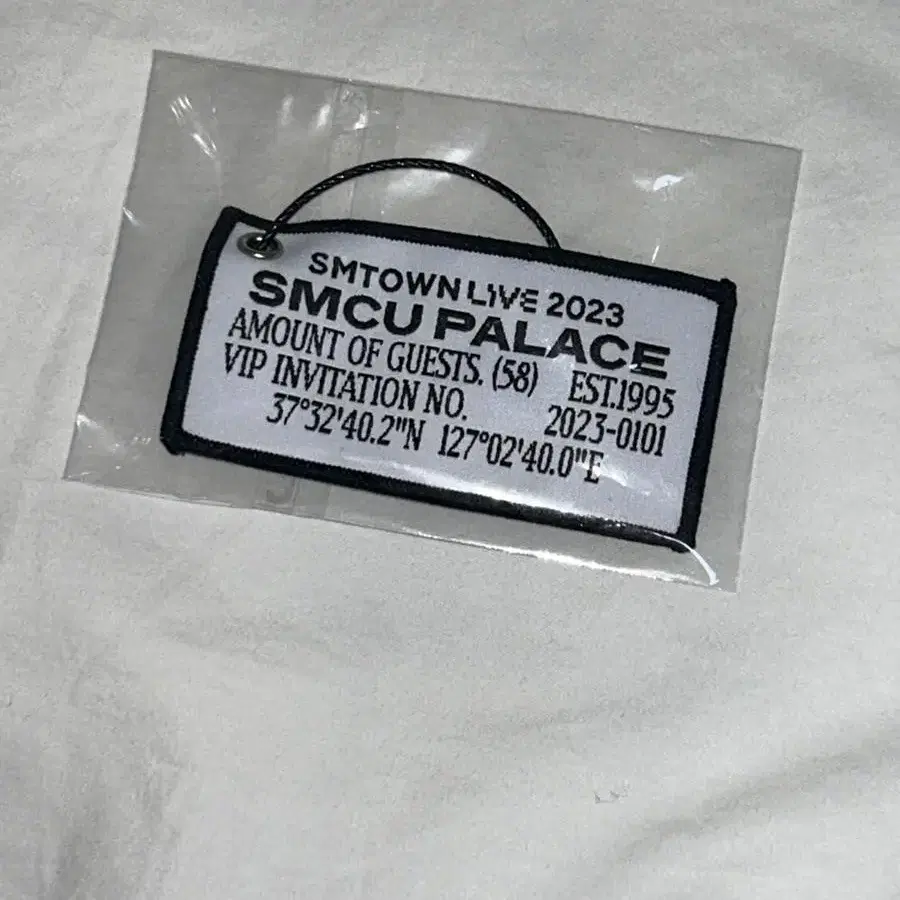 SMTOWN LIVE 2023
SMCU PALACE
AMOUNT OF GUESTS. (58) EST.1995
VIP INVITATION NO. 2023-0101
37°32'40.2"N 127°02'40.0"E